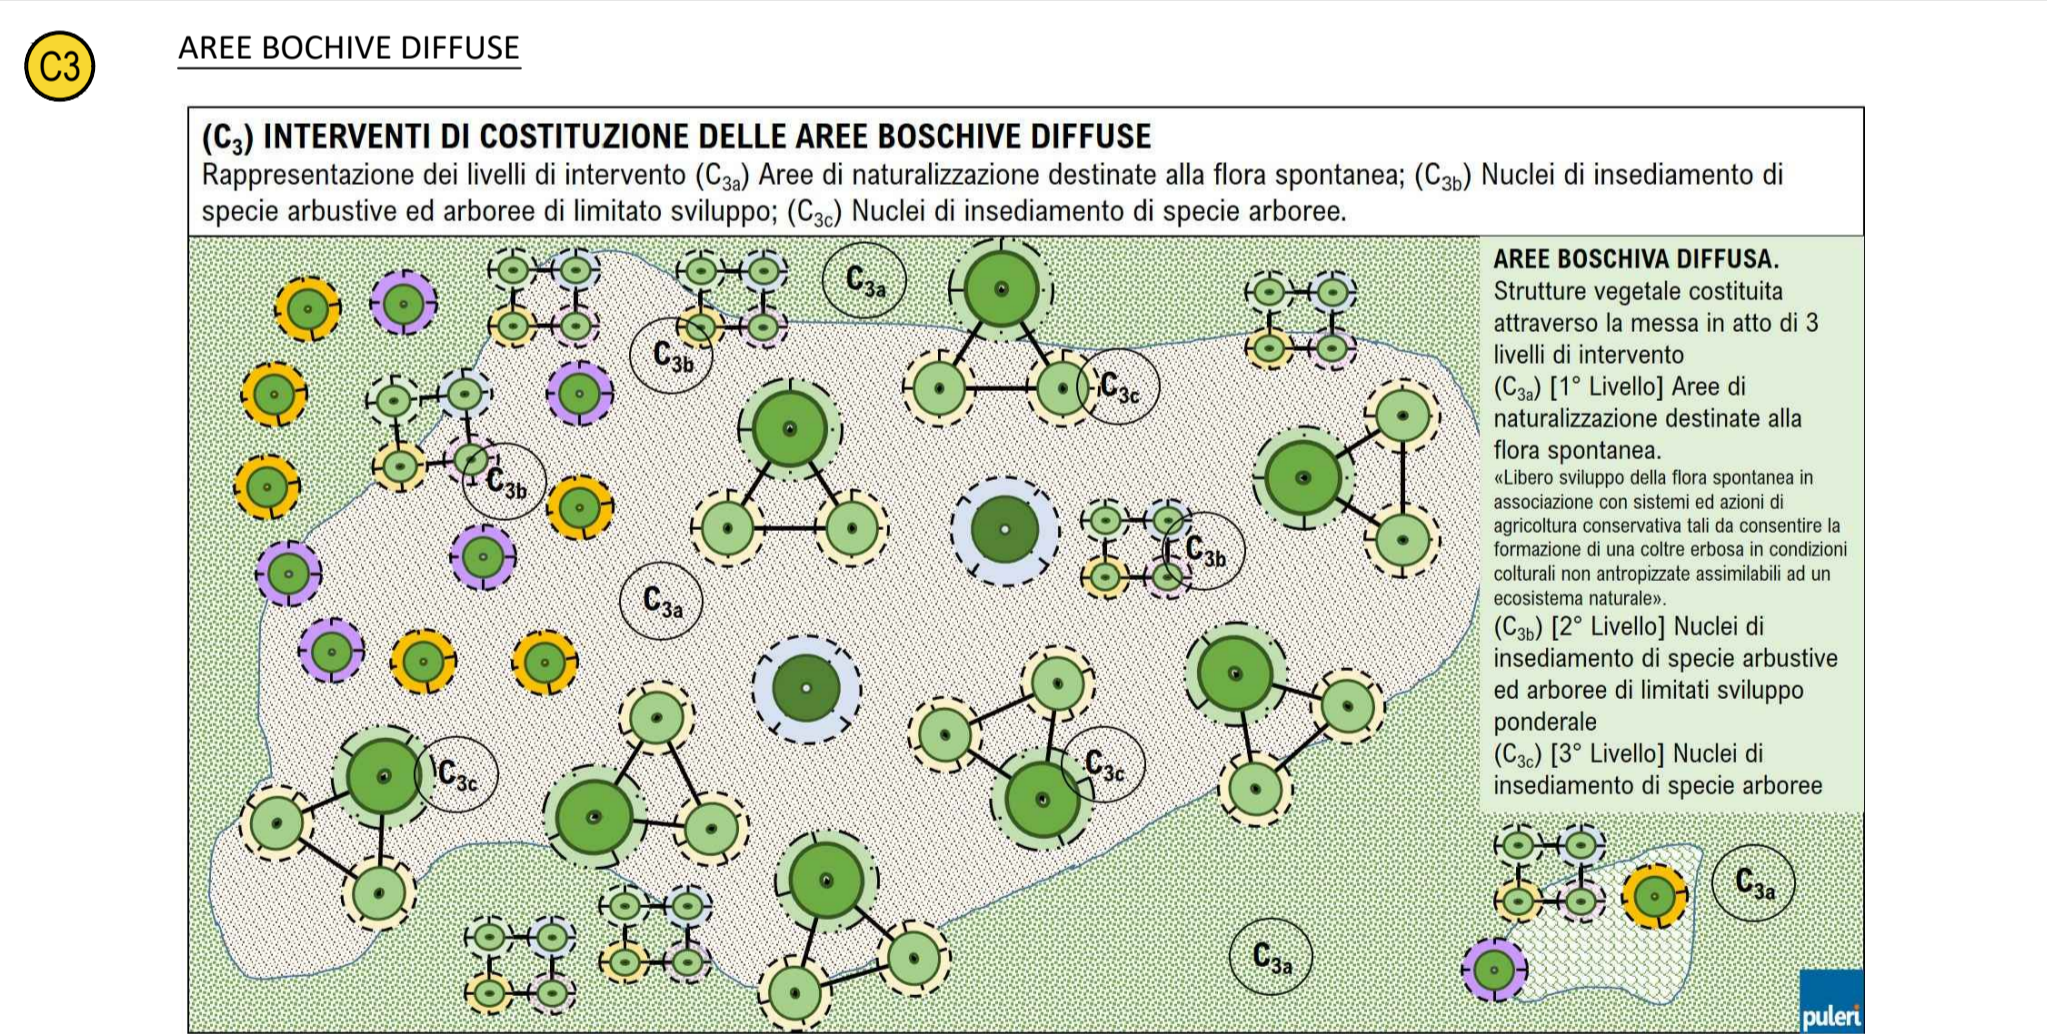 C3
AREE BOCHIVE DIFFUSE
(C3) INTERVENTI DI COSTITUZIONE DELLE AREE BOSCHIVE DIFFUSE
Rappresentazione dei livelli di intervento (C3a) Aree di naturalizzazione destinate alla flora spontanea; (C3b) Nuclei di insediamento di
specie arbustive ed arboree di limitato sviluppo; (C3c) Nuclei di insediamento di specie arboree.
C3a
C3b
C3c
C3b
C3b
C3a
C3c
C3c
C3a
AREE BOSCHIVA DIFFUSA.
Strutture vegetale costituita
attraverso la messa in atto di 3
livelli di intervento
(C3a) [1° Livello] Aree di
naturalizzazione destinate alla
flora spontanea.
«Libero sviluppo della flora spontanea in
associazione con sistemi ed azioni di
agricoltura conservativa tali da consentire la
formazione di una coltre erbosa in condizioni
colturali non antropizzate assimilabili ad un
ecosistema naturale».
(C3b) [2° Livello] Nuclei di
insediamento di specie arbustive
ed arboree di limitati sviluppo
ponderale
(C3c) [3° Livello] Nuclei di
insediamento di specie arboree
C3a
puleri